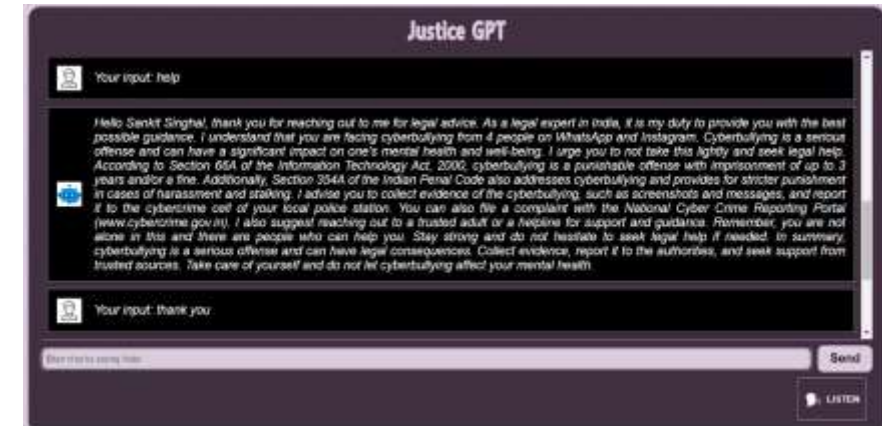 Justice GPT
Your input: help
Hello Sankit Singhal, thank you for reaching out to me for legal advice. As a legal expert in India, it is my duty to provide you with the best
possible guidance. I understand that you are facing cyberbullying from 4 people on WhatsApp and Instagram. Cyberbullying is a serious
offense and can have a significant impact on one's mental health and well-being. I urge you to not take this lightly and seek legal help.
According to Section 66A of the Information Technology Act, 2000, cyberbullying is a punishable offense with imprisonment of up to 3
years and/or a fine. Additionally, Section 354A of the Indian Penal Code also addresses cyberbullying and provides for stricter punishment
in cases of harassment and stalking. I advise you to collect evidence of the cyberbullying, such as screenshots and messages, and report
it to the cybercrime cell of your local police station. You can also file a complaint with the National Cyber Crime Reporting Portal
(www.cybercrime.gov.in). I also suggest reaching out to a trusted adult or a helpline for support and guidance. Remember, you are not
alone in this and there are people who can help you. Stay strong and do not hesitate to seek legal help if needed. In summary,
cyberbullying is a serious offense and can have legal consequences. Collect evidence, report it to the authorities, and seek support from
trusted sources. Take care of yourself and do not let cyberbullying affect your mental health.
Your input: thank you
Send
LISTEN